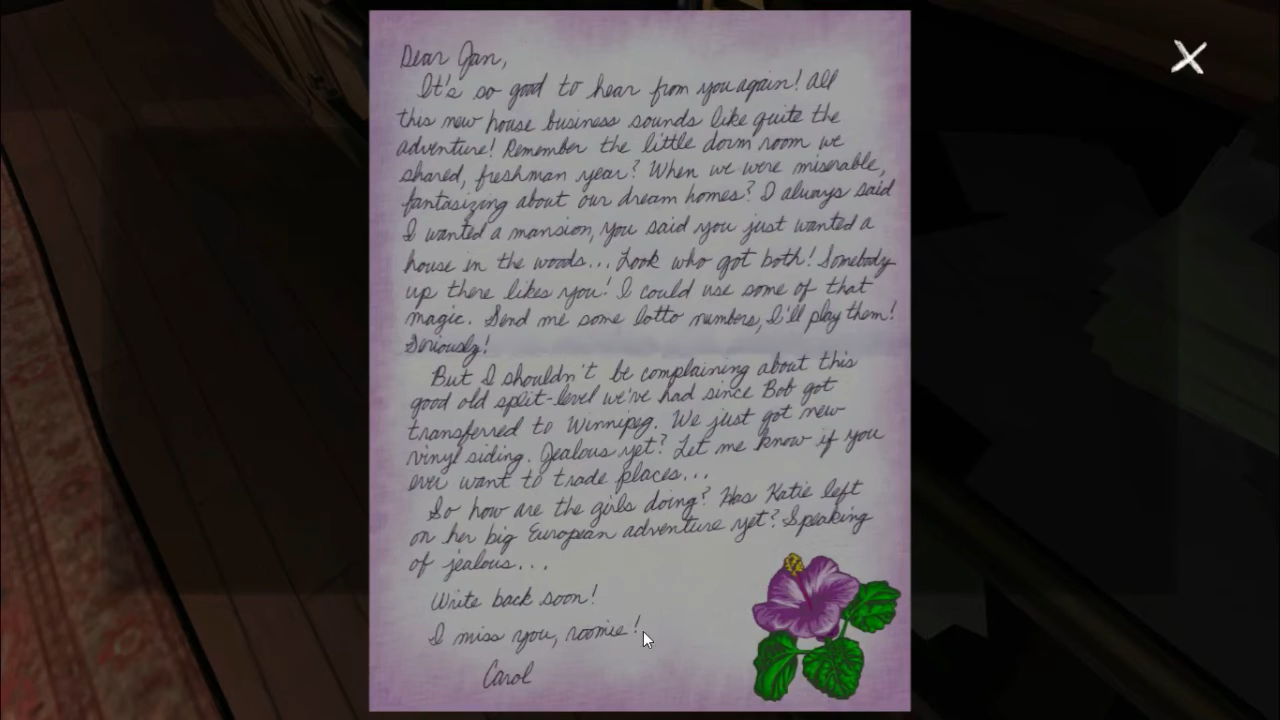 Dear Jan,
It's so good to hear from you again! All
this new house business sounds like quite the
adventure! Remember the little dorm room we
shared, freshman year? When we were miserable,
fantasizing about our dream homes? I always said
I wanted a mansion, you said you just wanted a
house in the woods... Look who got both! Somebody
up there likes you! I could use some of that
magic. Send me some lotto numbers, I'll play them!
Seriously!
But I shouldn't be complaining about this
good old split-level we've had since Bob got
transferred to Winnipeg. We just got new
vinyl siding. Jealous yet? Let me know if you
ever want to trade places...
So how are the girls doing? Has Katie left
on her big European adventure yet? Speaking
of jealous...
Write back soon!
I miss you, roomie!
Carol